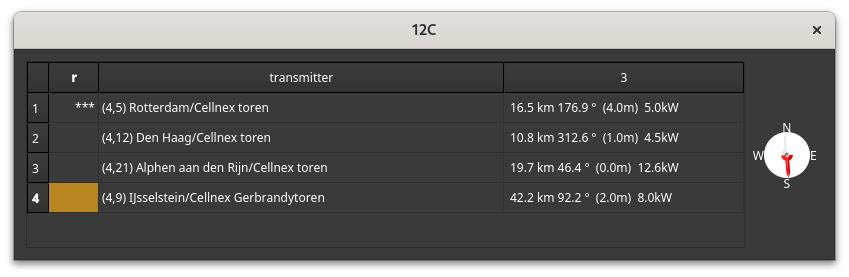 12C ×
r transmitter 3
1 *** (4,5) Rotterdam/Cellnex toren 16.5 km 176.9 ° (4.0m) 5.0kW
2 (4,12) Den Haag/Cellnex toren 10.8 km 312.6 ° (1.0m) 4.5kW
3 (4,21) Alphen aan den Rijn/Cellnex toren 19.7 km 46.4 ° (0.0m) 12.6kW
4 (4,9) IJsselstein/Cellnex Gerbrandytoren 42.2 km 92.2 ° (2.0m) 8.0kW
N
W E
S